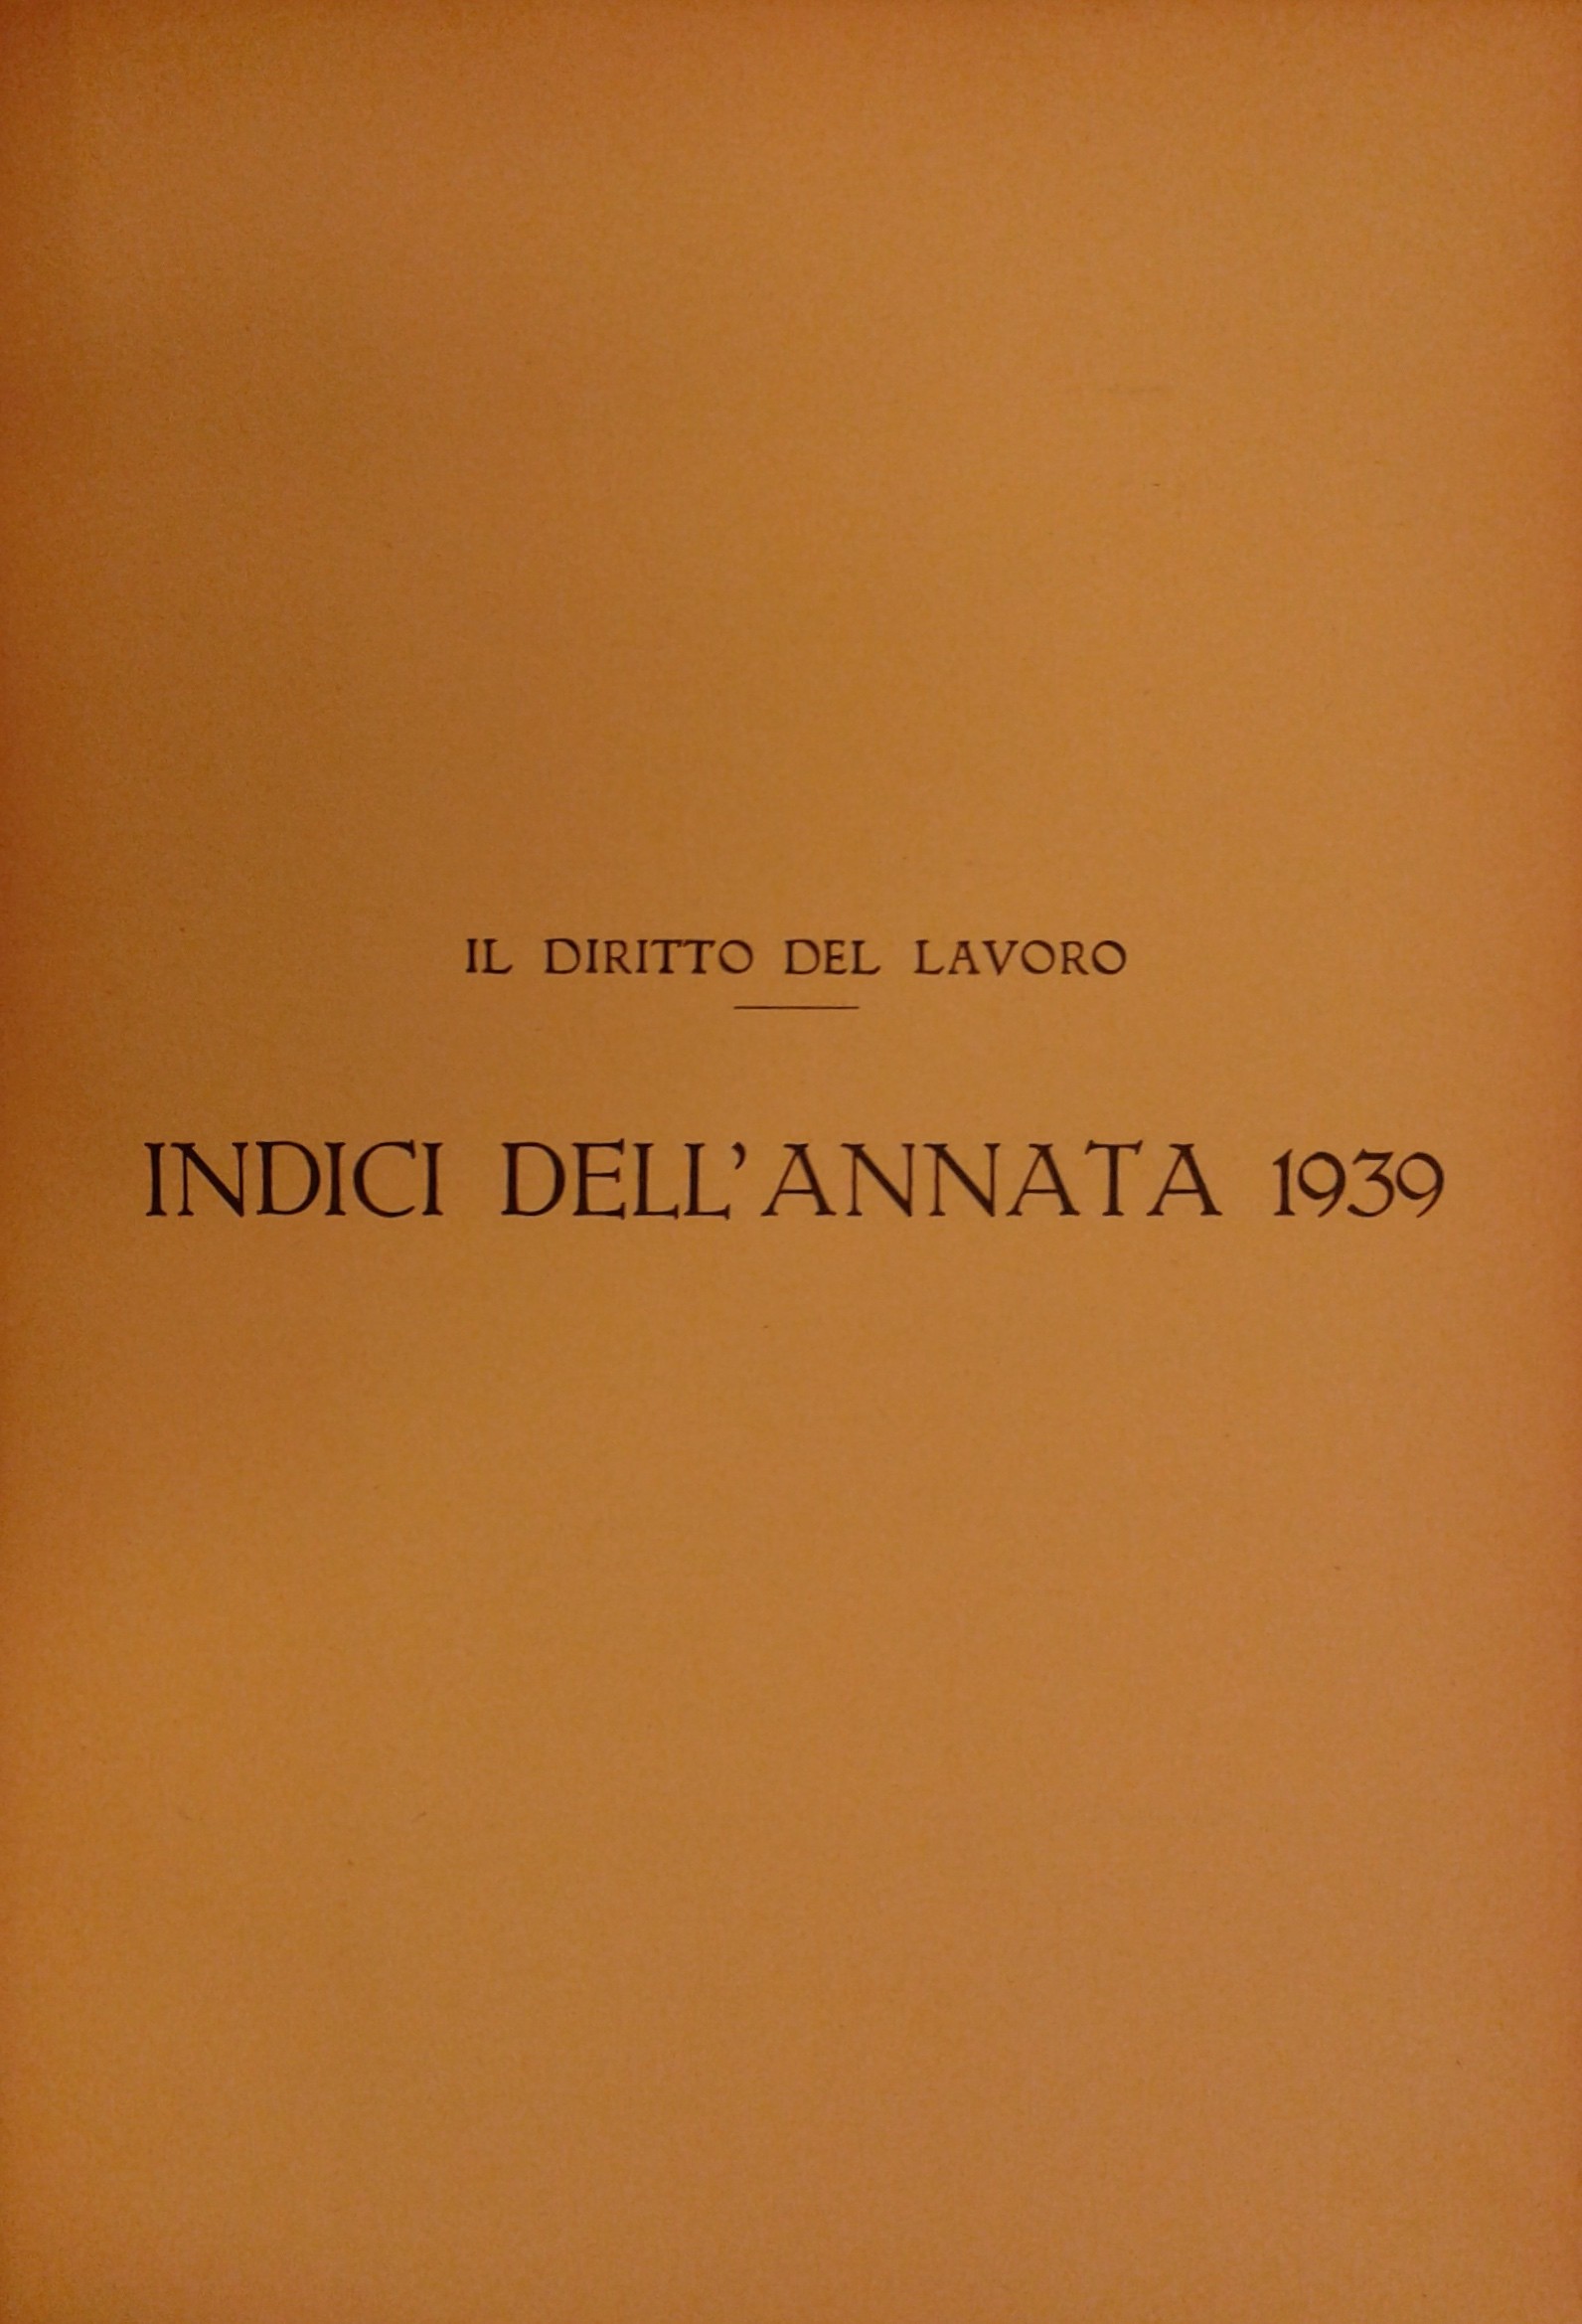 IL DIRITTO DEL LAVORO
INDICI DELL'ANNATA 1939